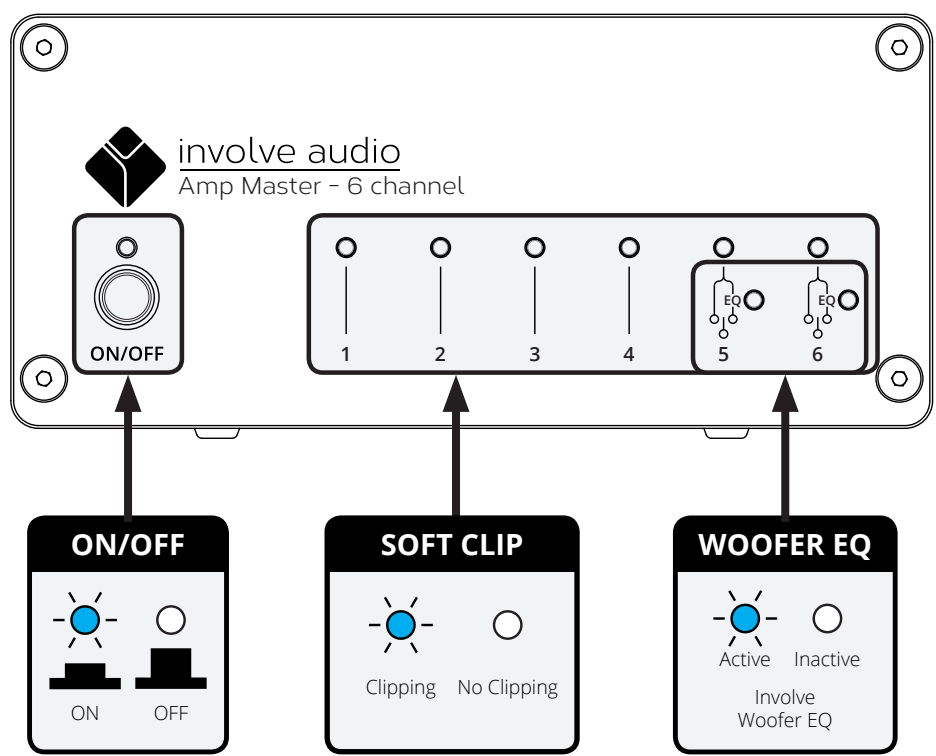 involve audio
Amp Master - 6 channel
EQ EQ
ON/OFF 1 2 3 4 5 6
ON/OFF
SOFT CLIP
WOOFER EQ
Active Inactive
Clipping No Clipping
Involve
Woofer EQ
ON OFF